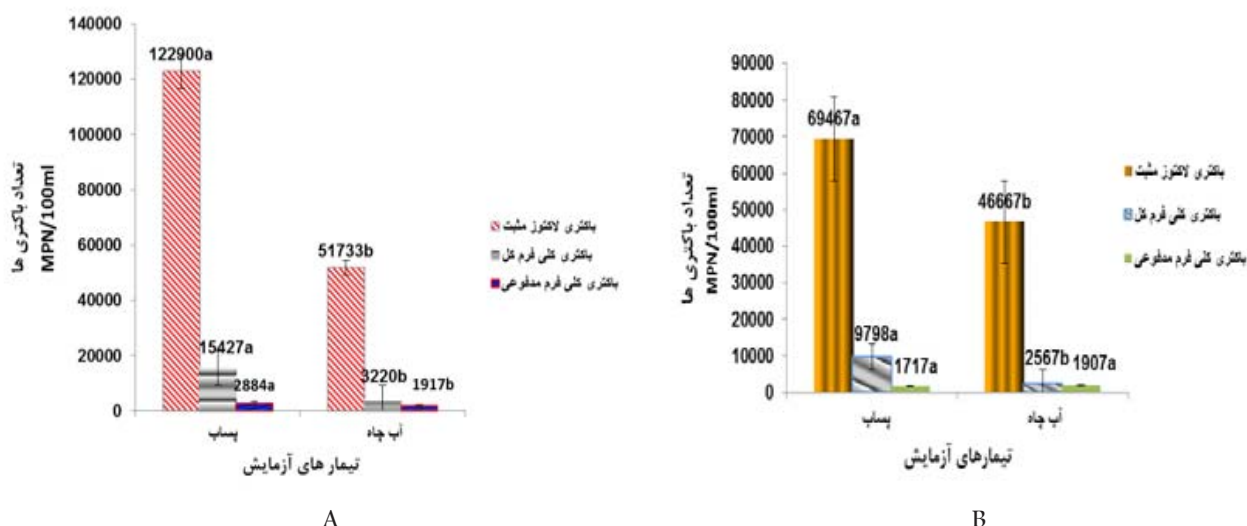 140000
120000
100000
80000
60000
40000
20000
0
تعداد باکتری ها
MPN/100ml
122900a
15427a
2884a
51733b
3220b
1917b
پساب
آب چاه
تیمار های آزمایش
باکتری لاکتوز مثبت
باکتری کلی فرم کل
باکتری کلی فرم مدفوعی
A
90000
80000
70000
60000
50000
40000
30000
20000
10000
0
تعداد باکتری ها
MPN/100ml
69467a
9798a
1717a
46667b
2567b
1907a
پساب
آب چاه
تیمارهای آزمایش
باکتری لاکتوز مثبت
باکتری کلی فرم کل
باکتری کلی فرم مدفوعی
B